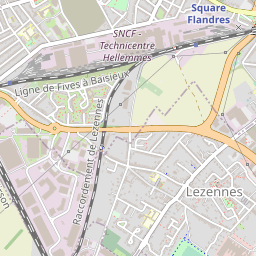 Square
Flandres
SNCF -
Technicentre
Hellemmes
Ligne de Fives à Baisieux
Raccordement de Lezennes
Lezennes